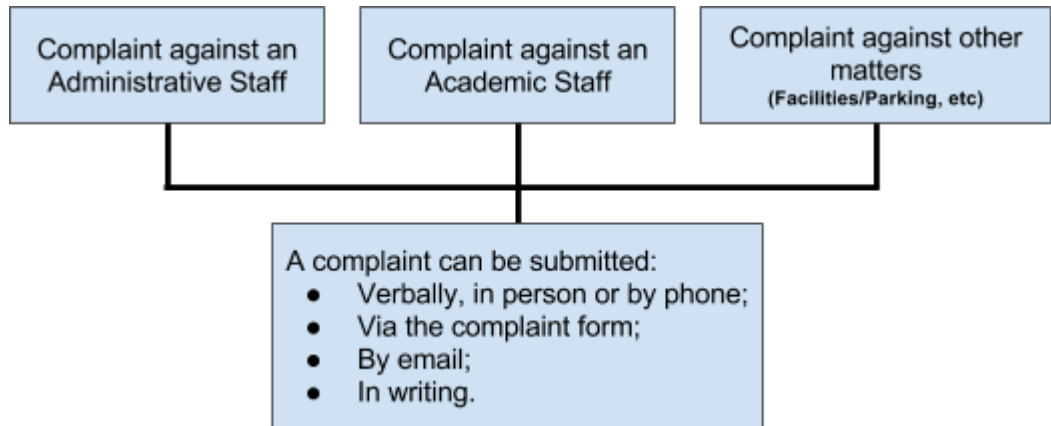 Complaint against an
Administrative Staff
Complaint against an
Academic Staff
Complaint against other
matters
(Facilities/Parking, etc)
A complaint can be submitted:
● Verbally, in person or by phone;
● Via the complaint form;
● By email;
● In writing.